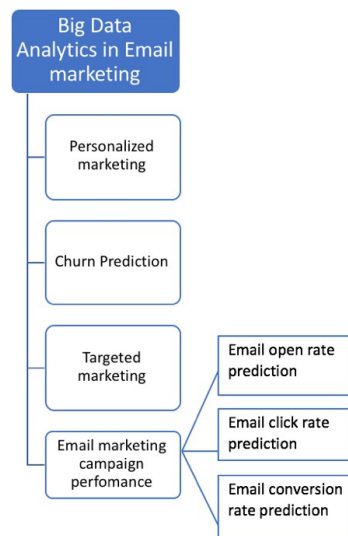 Big Data
Analytics in Email
marketing
Personalized
marketing
Churn Prediction
Targeted
marketing
Email marketing
campaign
perfomance
Email open rate
prediction
Email click rate
prediction
Email conversion
rate prediction